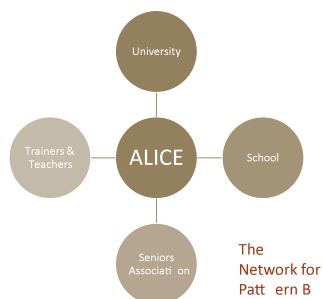 University
Trainers &
Teachers
ALICE
School
Seniors
Associati on
The
Network for
Patt ern B